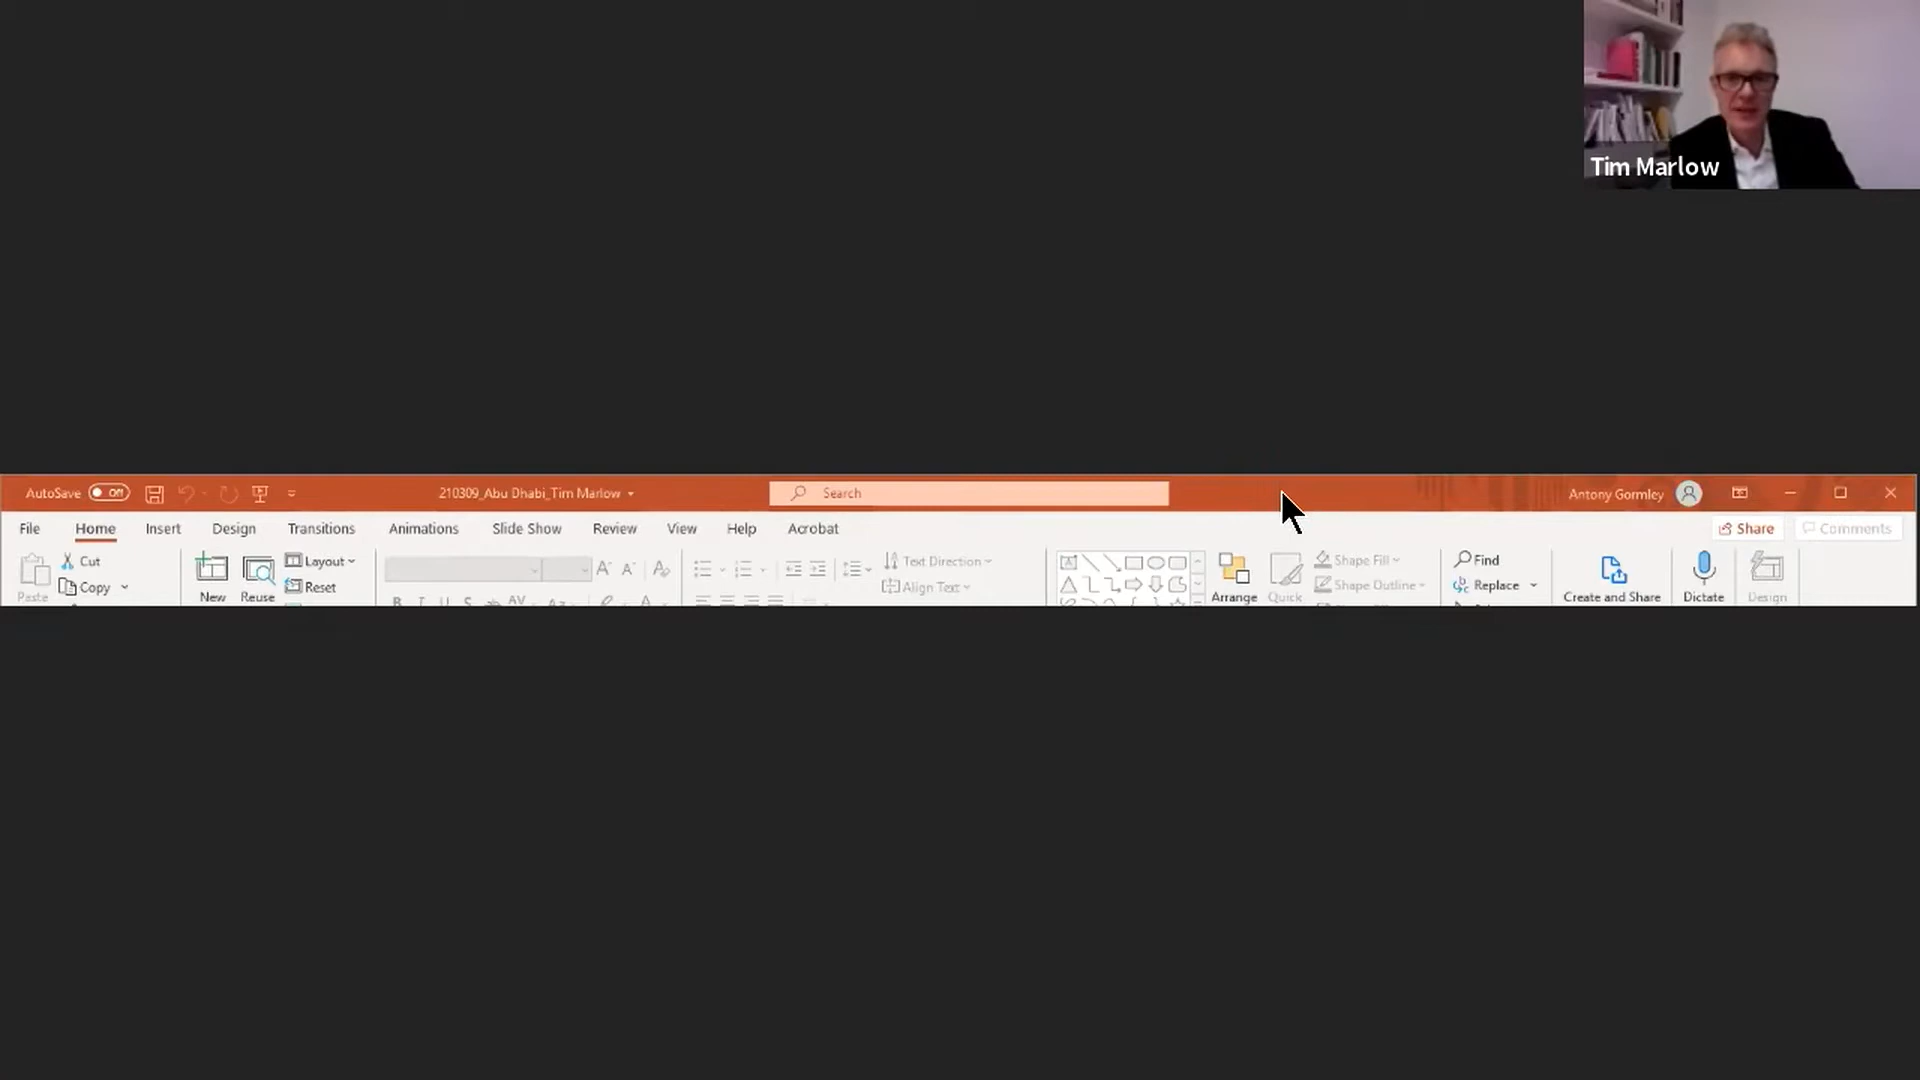 Tim Marlow
AutoSave Off 210309_Abu Dhabi_Tim Marlow Search Antony Gormley
File Home Insert Design Transitions Animations Slide Show Review View Help Acrobat Share Comments
Cut Layout Text Direction Shape Fill Find
Copy Reset Align Text Shape Outline Replace
Paste New Reuse Arrange Quick Create and Share Dictate Design